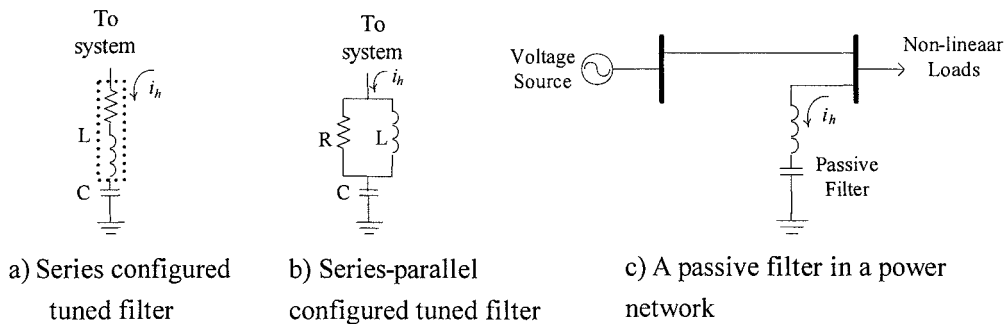 To
system
i_h
L
C
a) Series configured
tuned filter
To
system
i_h
R
L
C
b) Series-parallel
configured tuned filter
Voltage
Source
Non-lineaar
Loads
i_h
Passive
Filter
c) A passive filter in a power
network